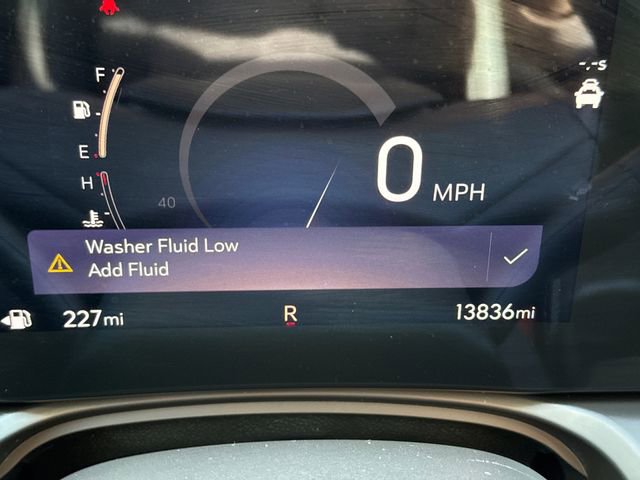 F
-.-s
E
0 MPH
H
40
Washer Fluid Low
Add Fluid
227mi
R
13836mi